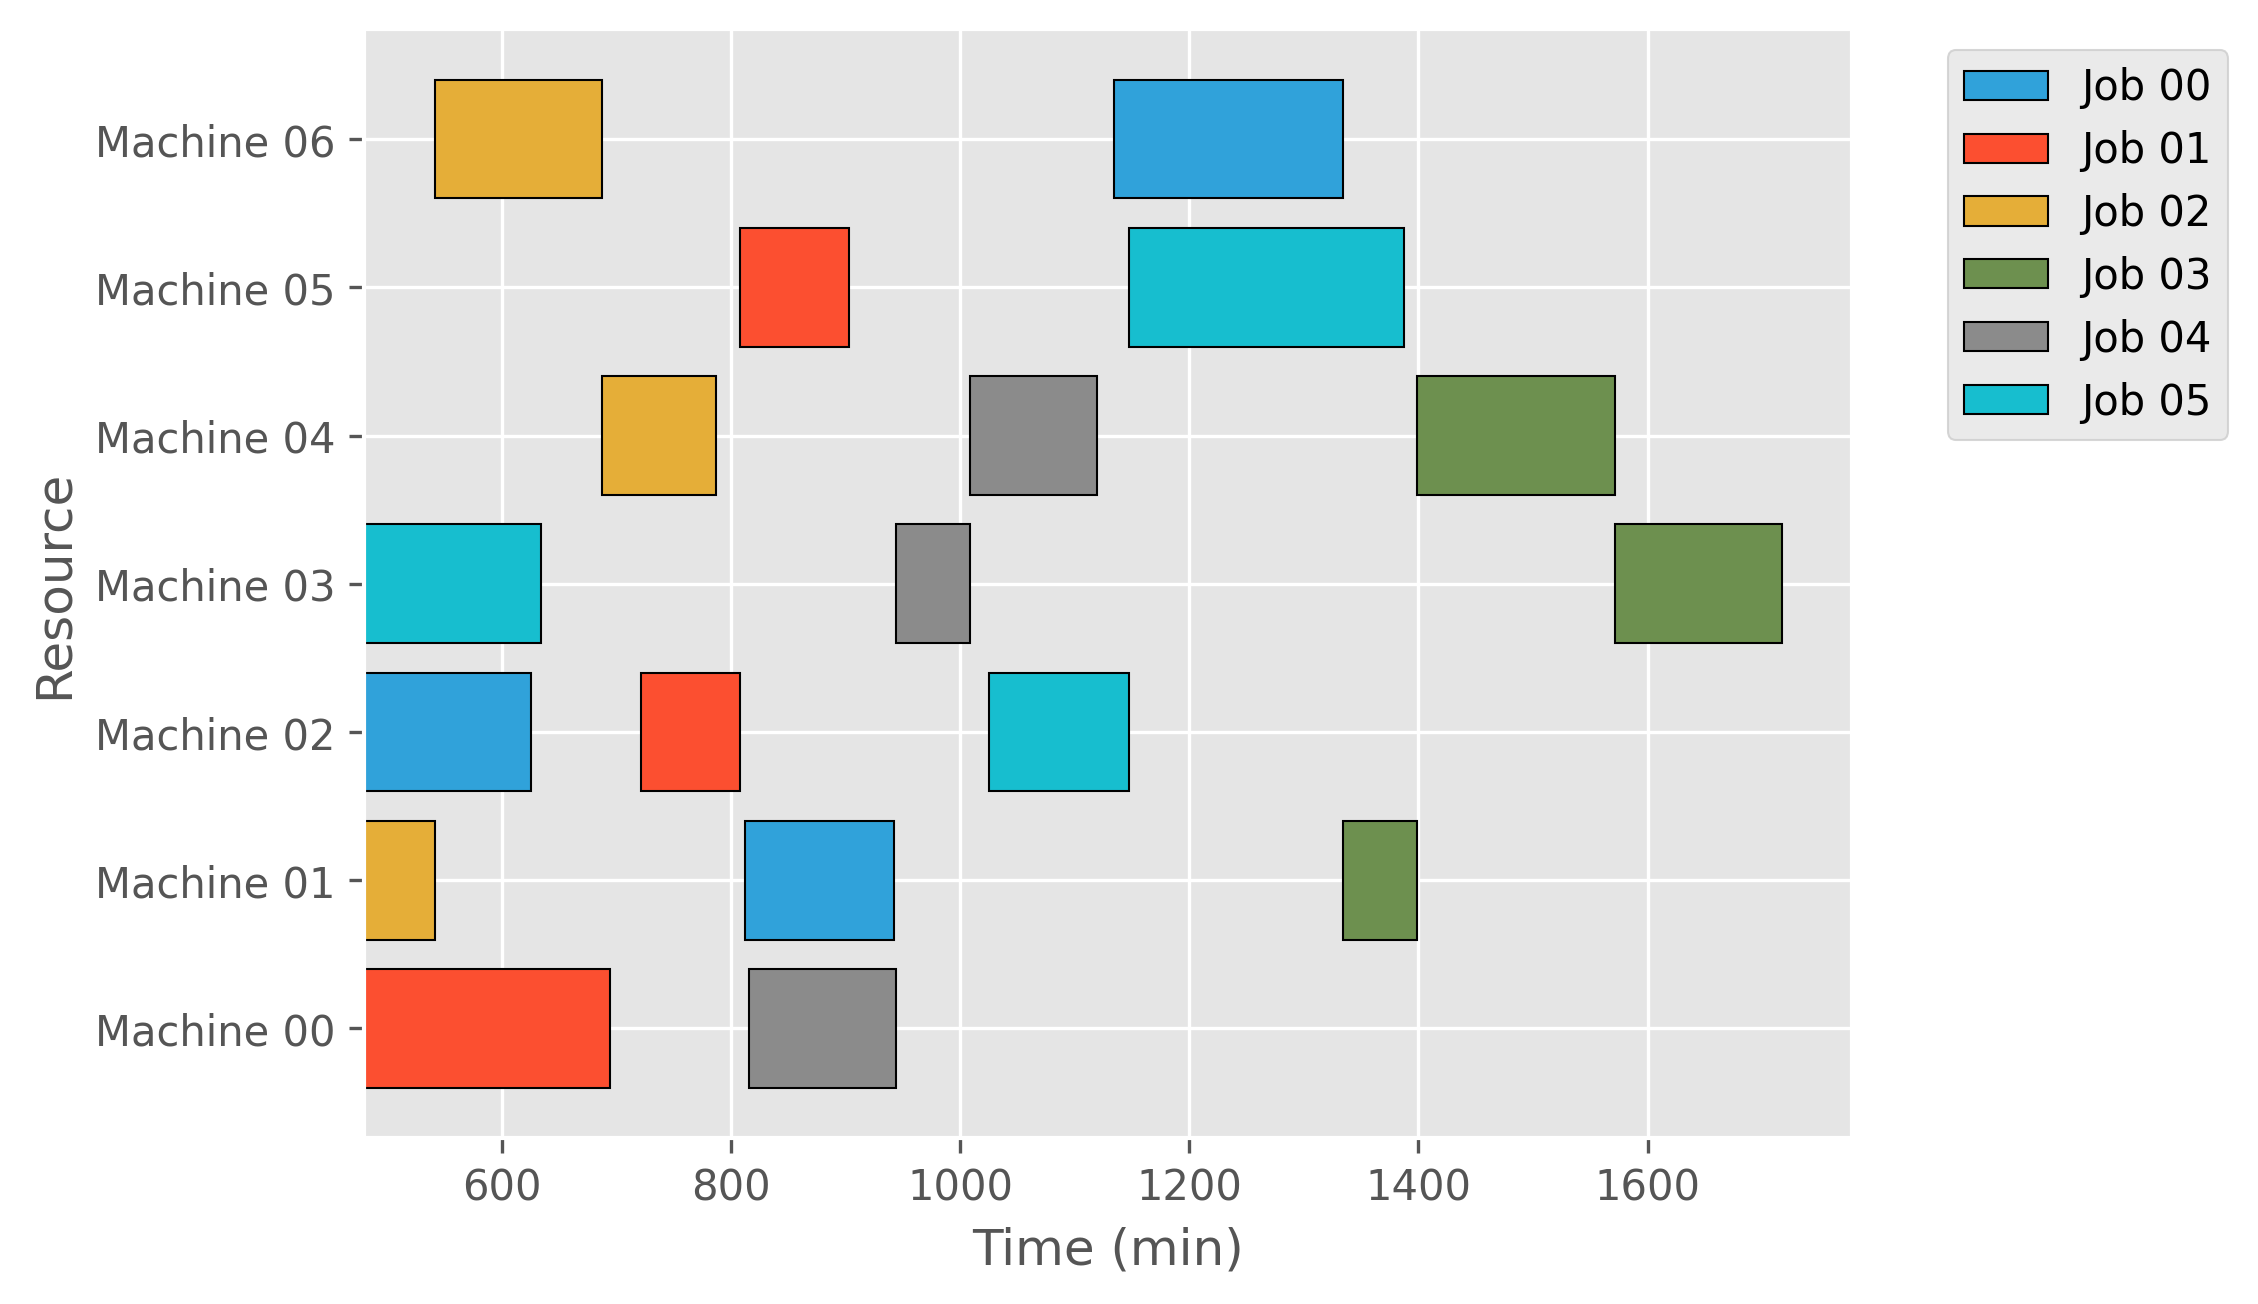 Machine 06
Machine 05
Machine 04
Machine 03
Machine 02
Machine 01
Machine 00
Resource
600 800 1000 1200 1400 1600
Time (min)
Job 00
Job 01
Job 02
Job 03
Job 04
Job 05